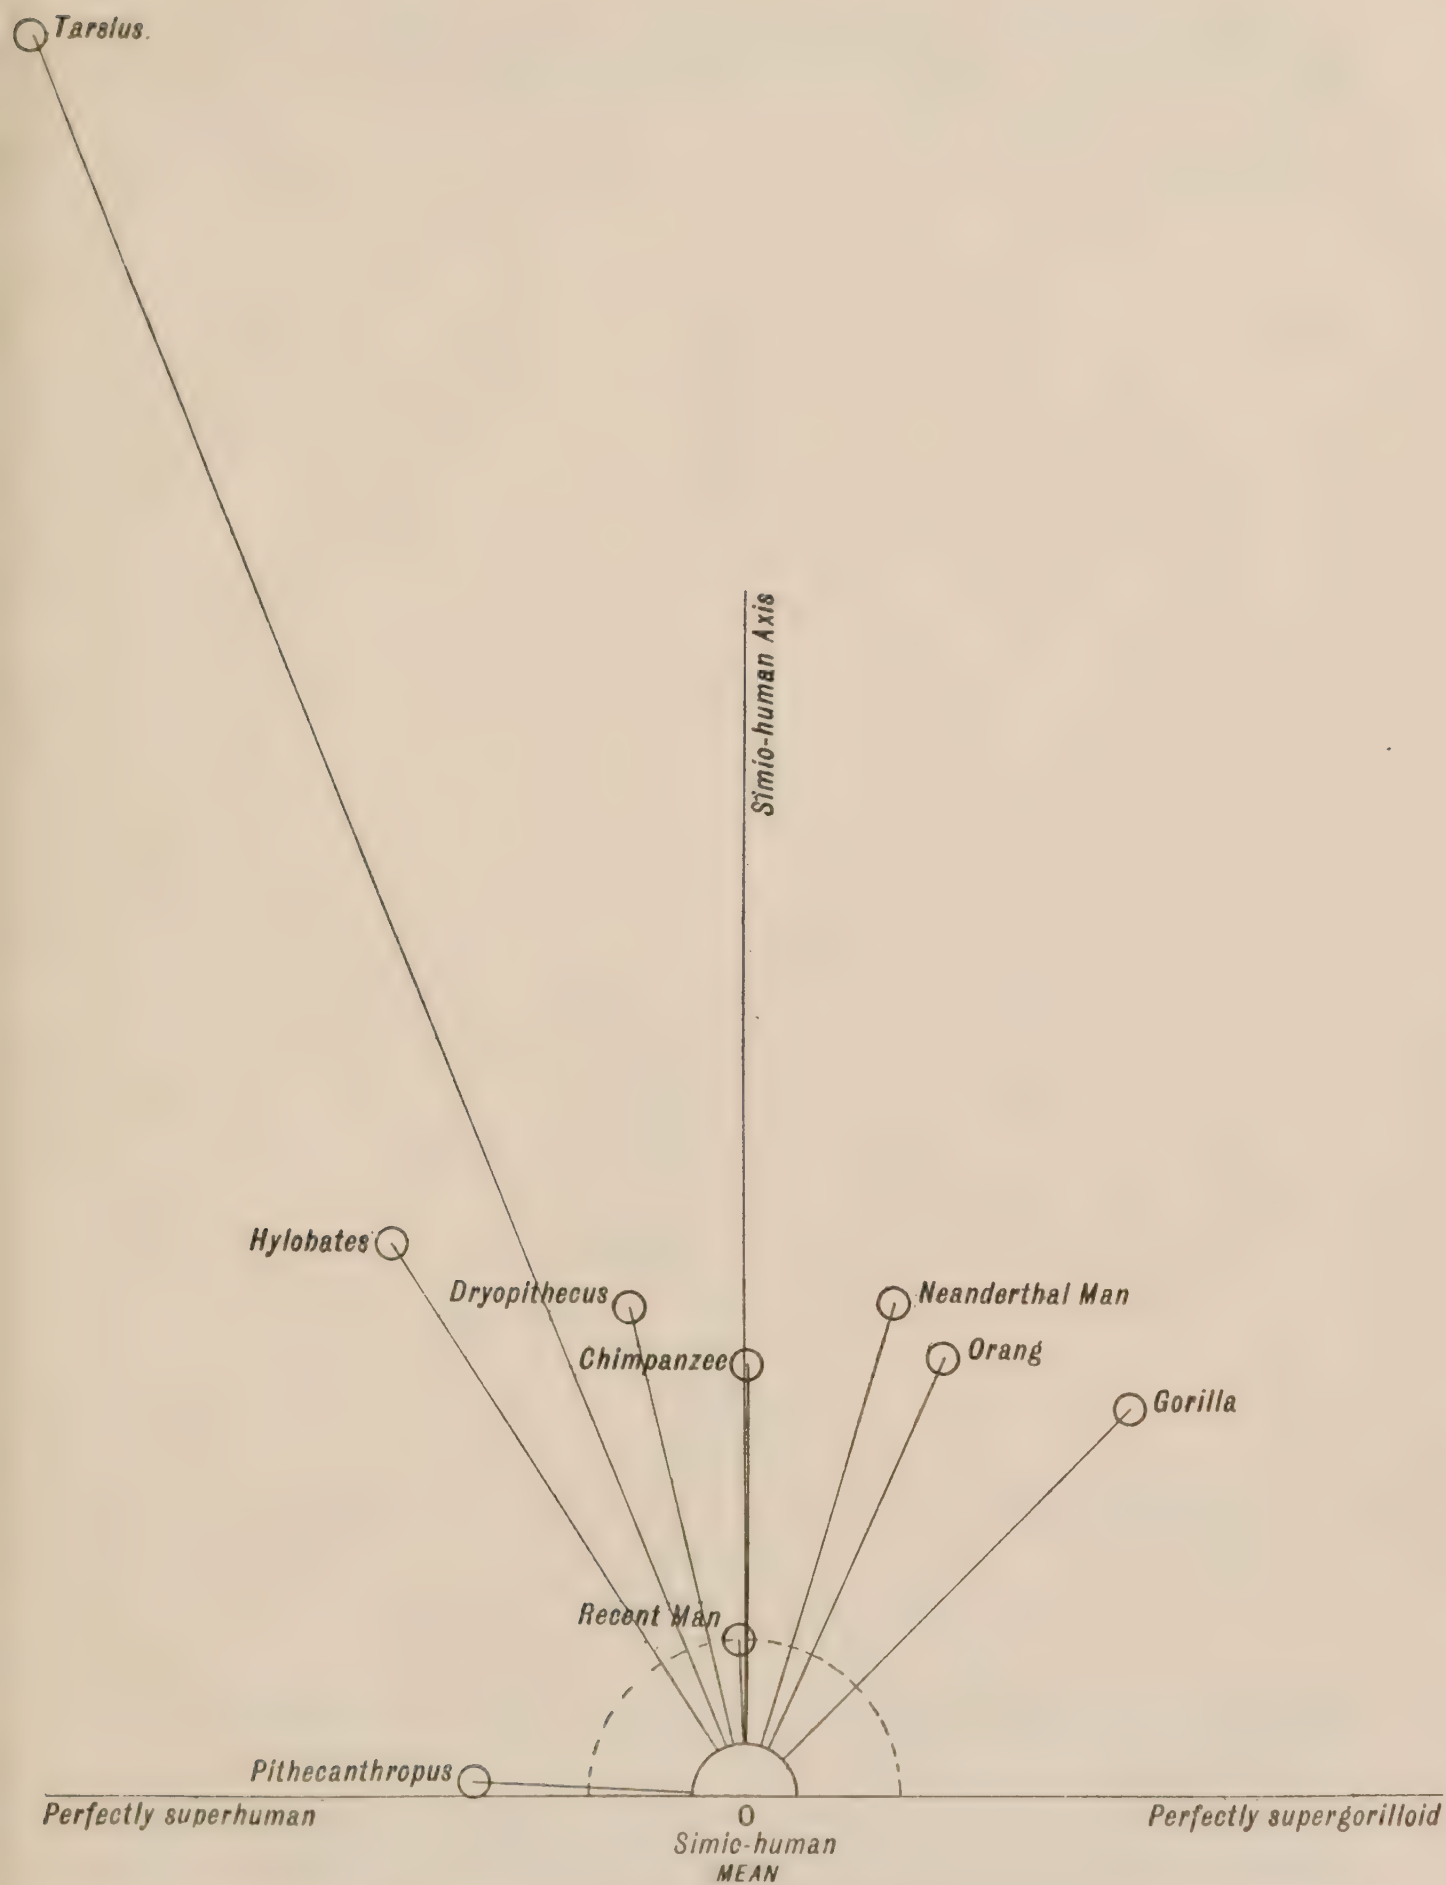 Tarsius.
Simio-human Axis
Hylobates
Dryopithecus
Neanderthal Man
Chimpanzee
Orang
Gorilla
Recent Man
Pithecanthropus
Perfectly superhuman
0
Perfectly supergorilloid
Simic-human
MEAN